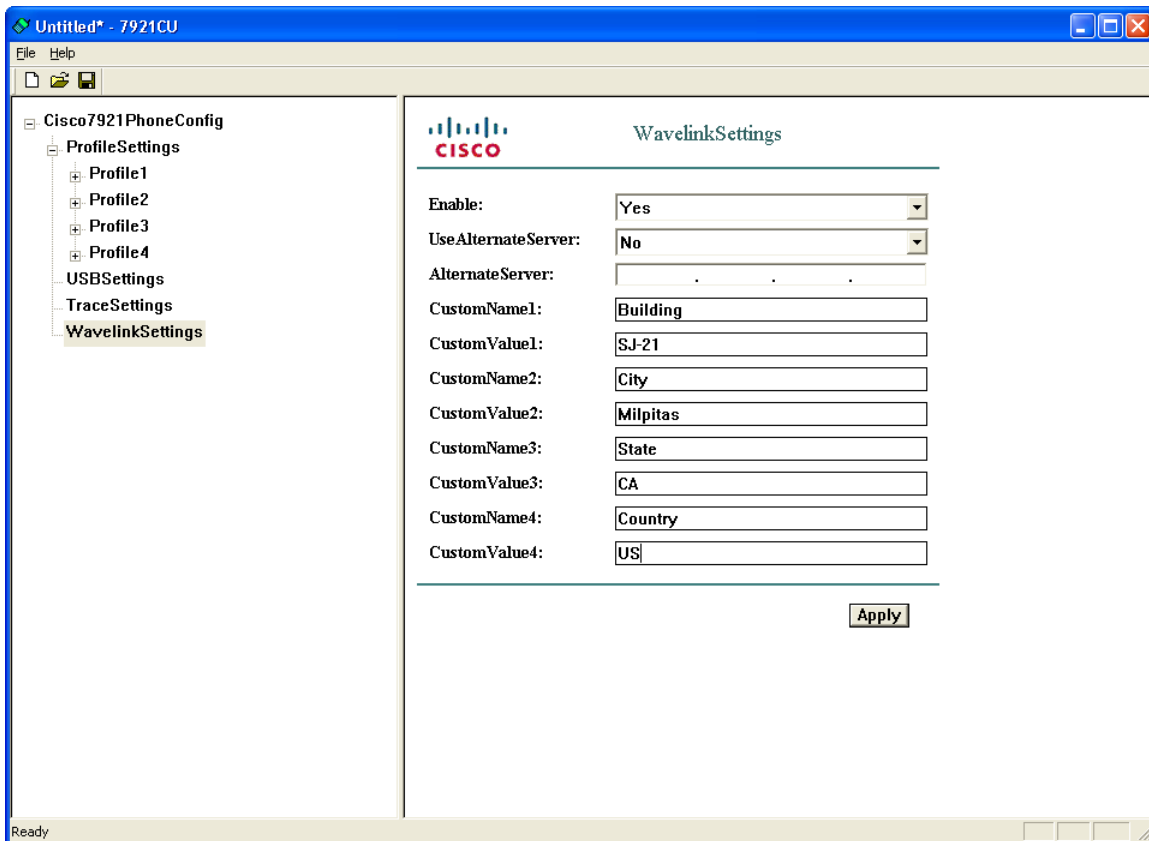 Untitled* - 7921CU
File Help
Cisco7921PhoneConfig
ProfileSettings
Profile1
Profile2
Profile3
Profile4
USBSettings
TraceSettings
WavelinkSettings
CISCO
WavelinkSettings
Enable: Yes
UseAlternateServer: No
AlternateServer: . . .
CustomName1: Building
CustomValue1: SJ-21
CustomName2: City
CustomValue2: Milpitas
CustomName3: State
CustomValue3: CA
CustomName4: Country
CustomValue4: US
Apply
Ready